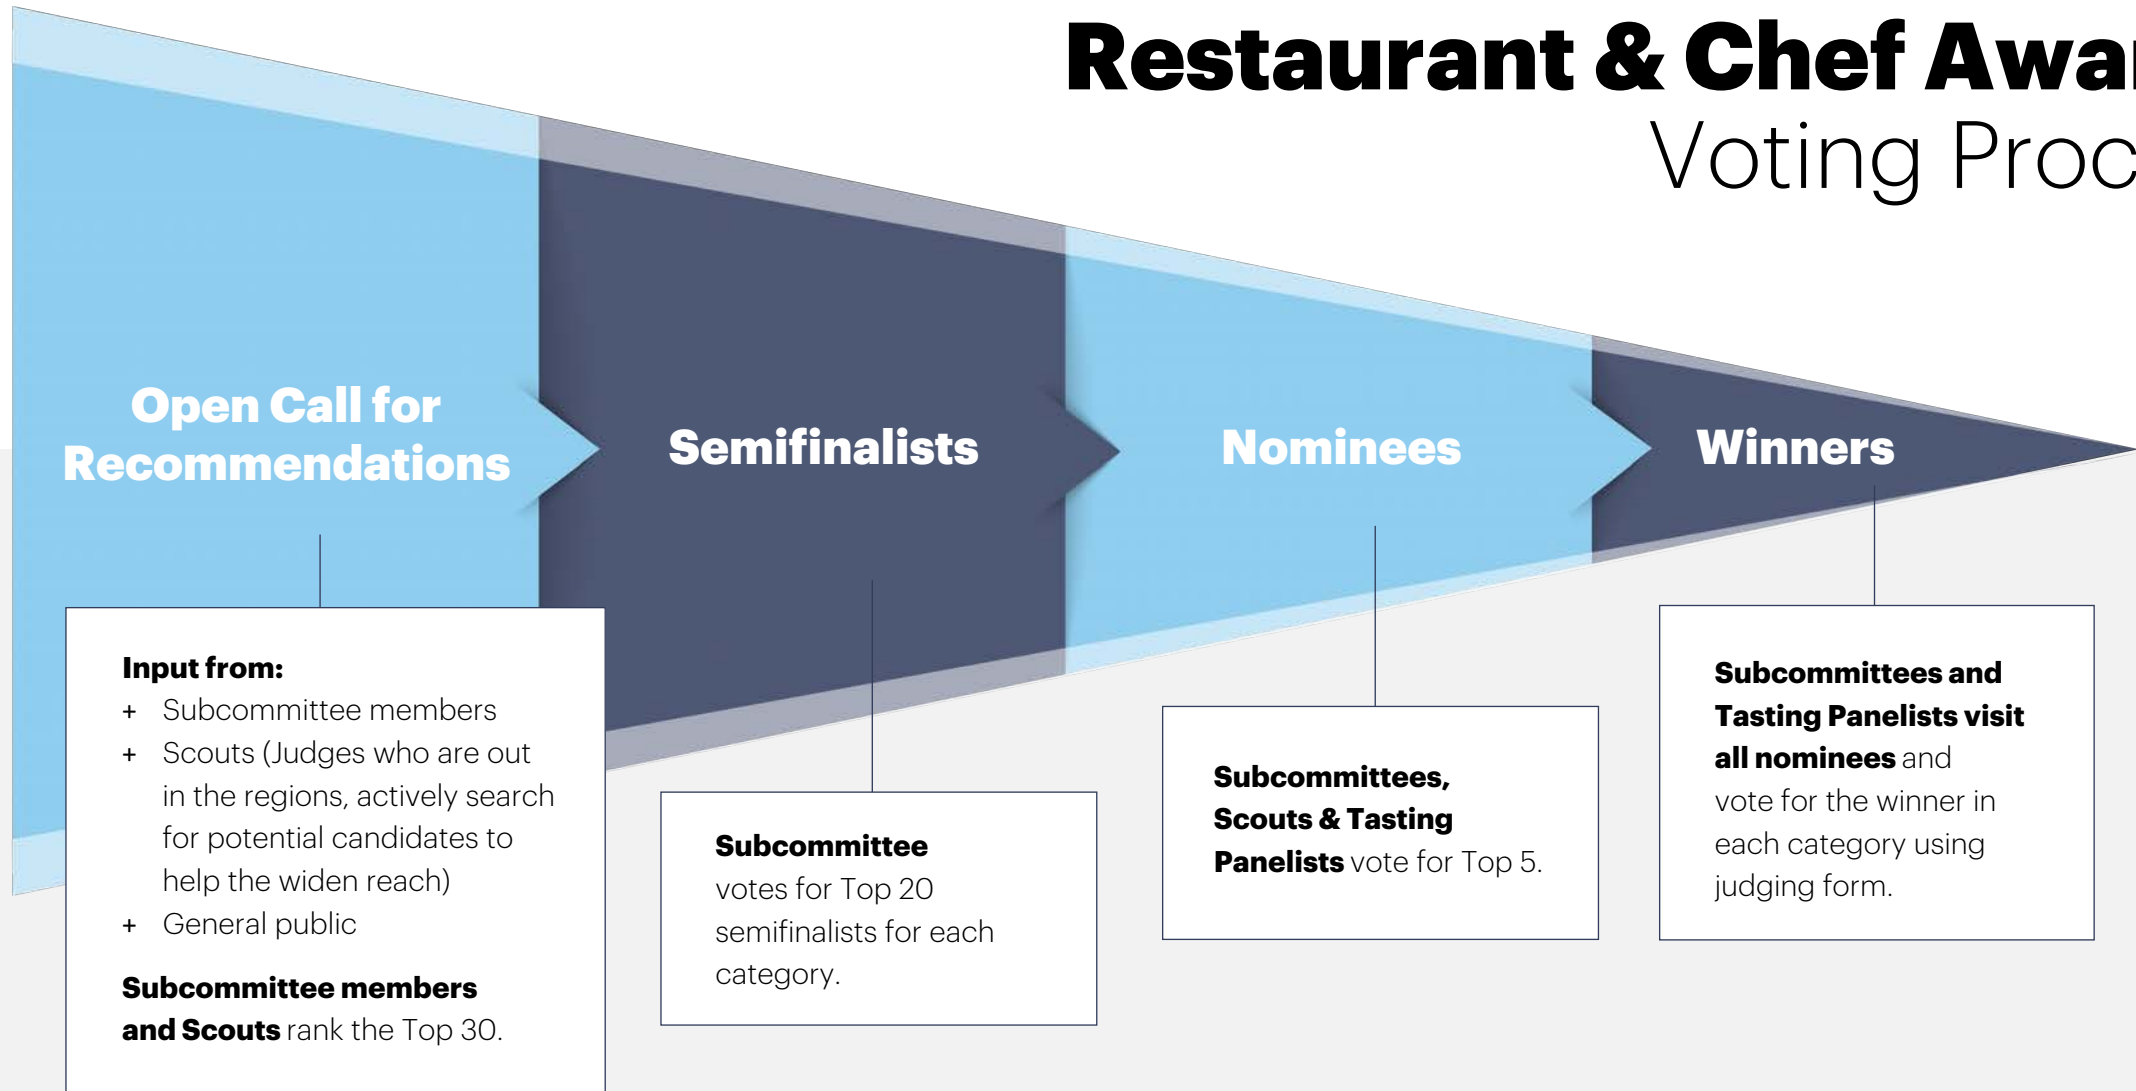 Restaurant & Chef Awa
Voting Proc
Open Call for
Recommendations
Semifinalists
Nominees
Winners
Input from:
+ Subcommittee members
+ Scouts (Judges who are out
in the regions, actively search
for potential candidates to
help the widen reach)
+ General public
Subcommittee members
and Scouts rank the Top 30.
Subcommittee
votes for Top 20
semifinalists for each
category.
Subcommittees,
Scouts & Tasting
Panelists vote for Top 5.
Subcommittees and
Tasting Panelists visit
all nominees and
vote for the winner in
each category using
judging form.